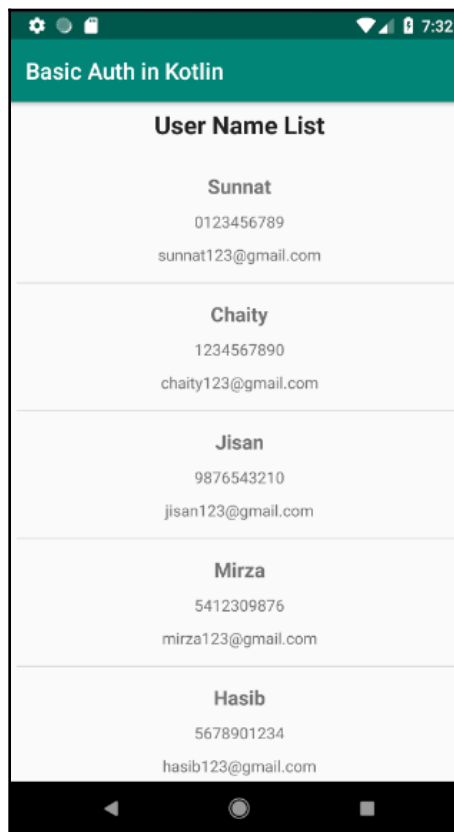 7:32
Basic Auth in Kotlin
User Name List
Sunnat
0123456789
sunnat123@gmail.com
Chaity
1234567890
chaity123@gmail.com
Jisan
9876543210
jisan123@gmail.com
Mirza
5412309876
mirza123@gmail.com
Hasib
5678901234
hasib123@gmail.com